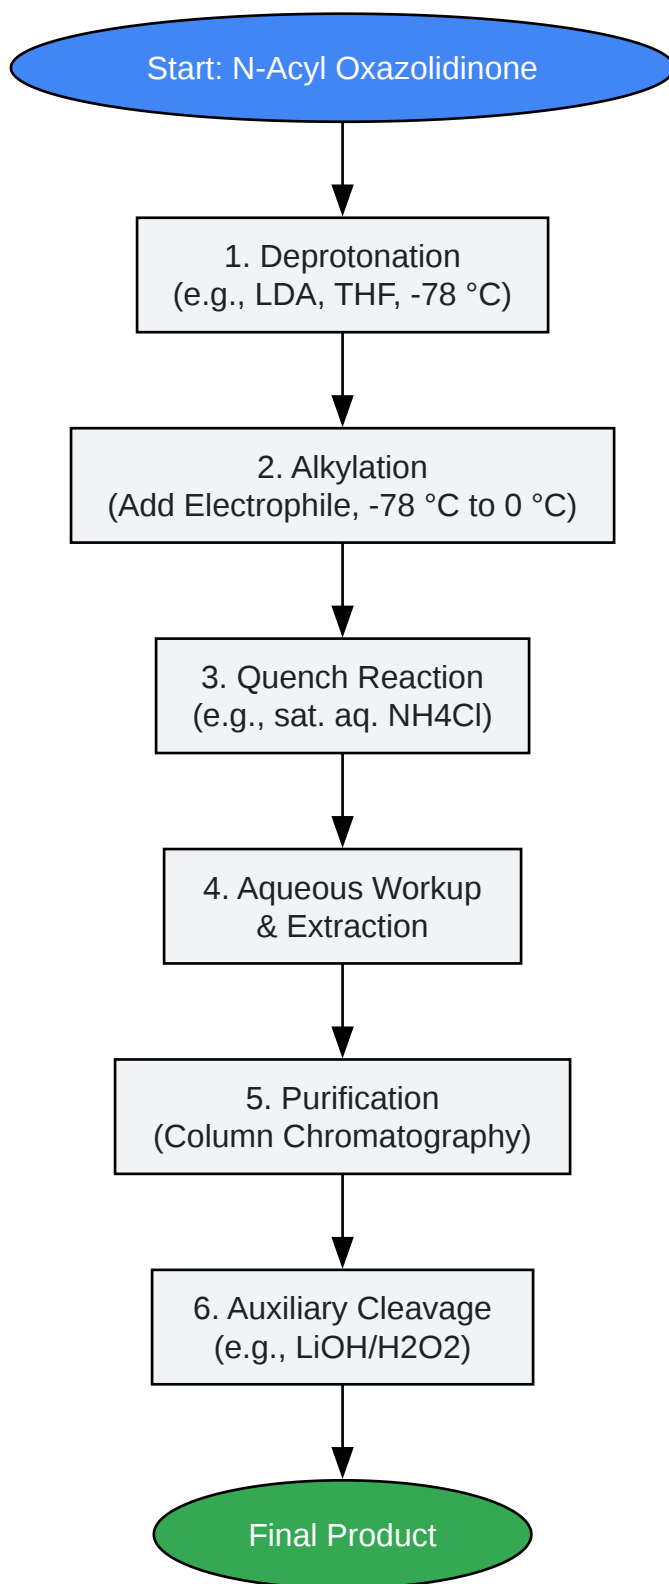 Start: N-Acyl Oxazolidinone
1. Deprotonation
(e.g., LDA, THF, -78 °C)
2. Alkylation
(Add Electrophile, -78 °C to 0 °C)
3. Quench Reaction
(e.g., sat. aq. NH4Cl)
4. Aqueous Workup
& Extraction
5. Purification
(Column Chromatography)
6. Auxiliary Cleavage
(e.g., LiOH/H2O2)
Final Product